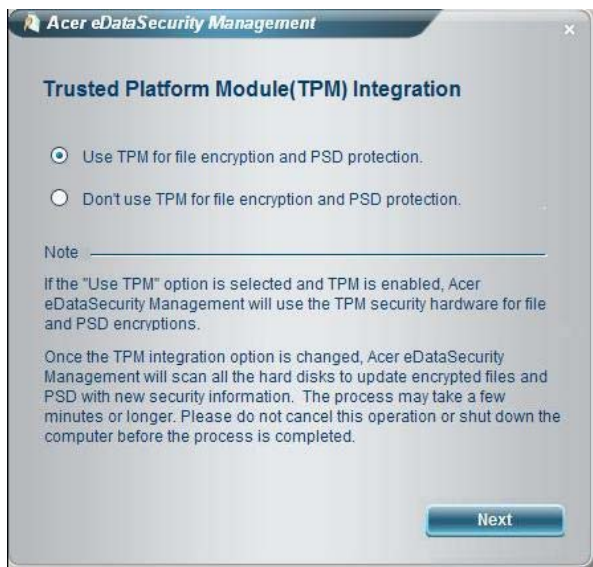 Acer eDataSecurity Management
Trusted Platform Module(TPM) Integration
Use TPM for file encryption and PSD protection.
Don't use TPM for file encryption and PSD protection.
Note
If the "Use TPM" option is selected and TPM is enabled, Acer
eDataSecurity Management will use the TPM security hardware for file
and PSD encryptions.
Once the TPM integration option is changed, Acer eDataSecurity
Management will scan all the hard disks to update encrypted files and
PSD with new security information. The process may take a few
minutes or longer. Please do not cancel this operation or shut down the
computer before the process is completed.
Next